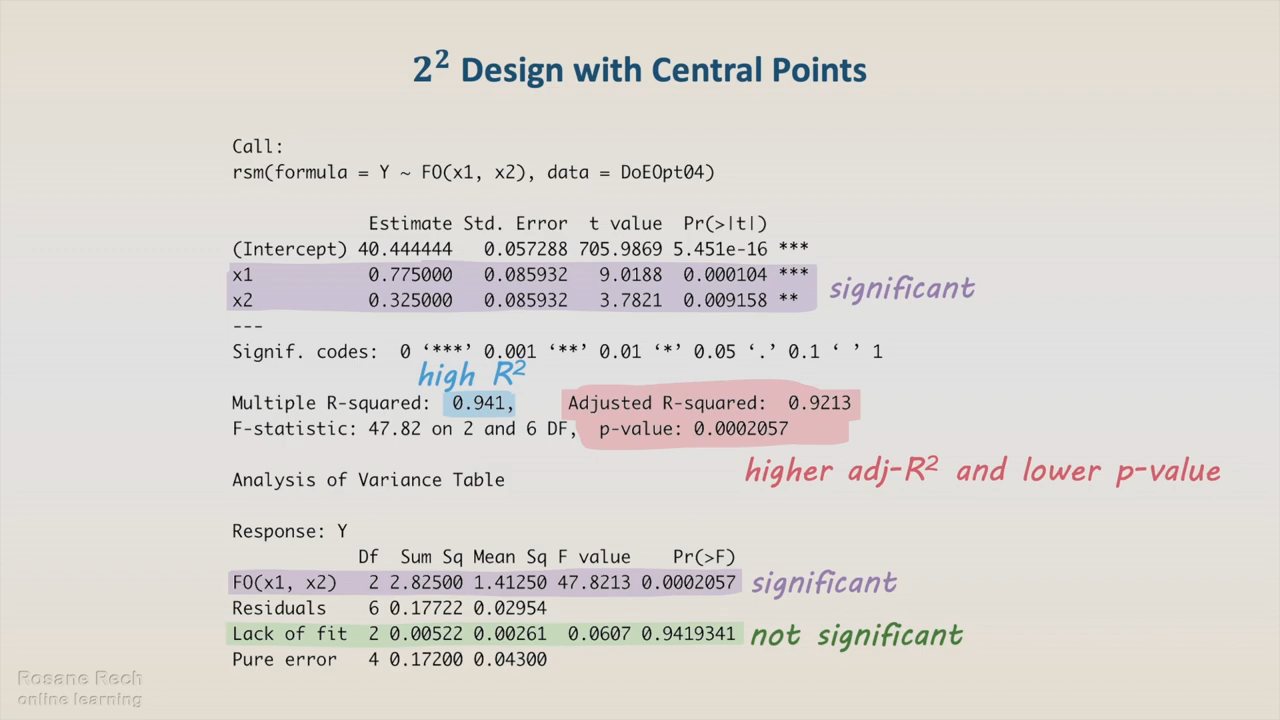 2² Design with Central Points
Call:
rsm(formula = Y ~ FO(x1, x2), data = DoEOpt04)
Estimate Std. Error t value Pr(>|t|)
(Intercept) 40.444444 0.057288 705.9869 5.451e-16 ***
x1 0.775000 0.085932 9.0188 0.000104 ***
x2 0.325000 0.085932 3.7821 0.009158 **
significant
---
Signif. codes: 0 ‘***’ 0.001 ‘**’ 0.01 ‘*’ 0.05 ‘.’ 0.1 ‘ ’ 1
high R²
Multiple R-squared: 0.941, Adjusted R-squared: 0.9213
F-statistic: 47.82 on 2 and 6 DF, p-value: 0.0002057
higher adj-R² and lower p-value
Analysis of Variance Table
Response: Y
Df Sum Sq Mean Sq F value Pr(>F)
FO(x1, x2) 2 2.82500 1.41250 47.8213 0.0002057 significant
Residuals 6 0.17722 0.02954
Lack of fit 2 0.00522 0.00261 0.0607 0.9419341 not significant
Pure error 4 0.17200 0.04300
Rosane Rech
online learning